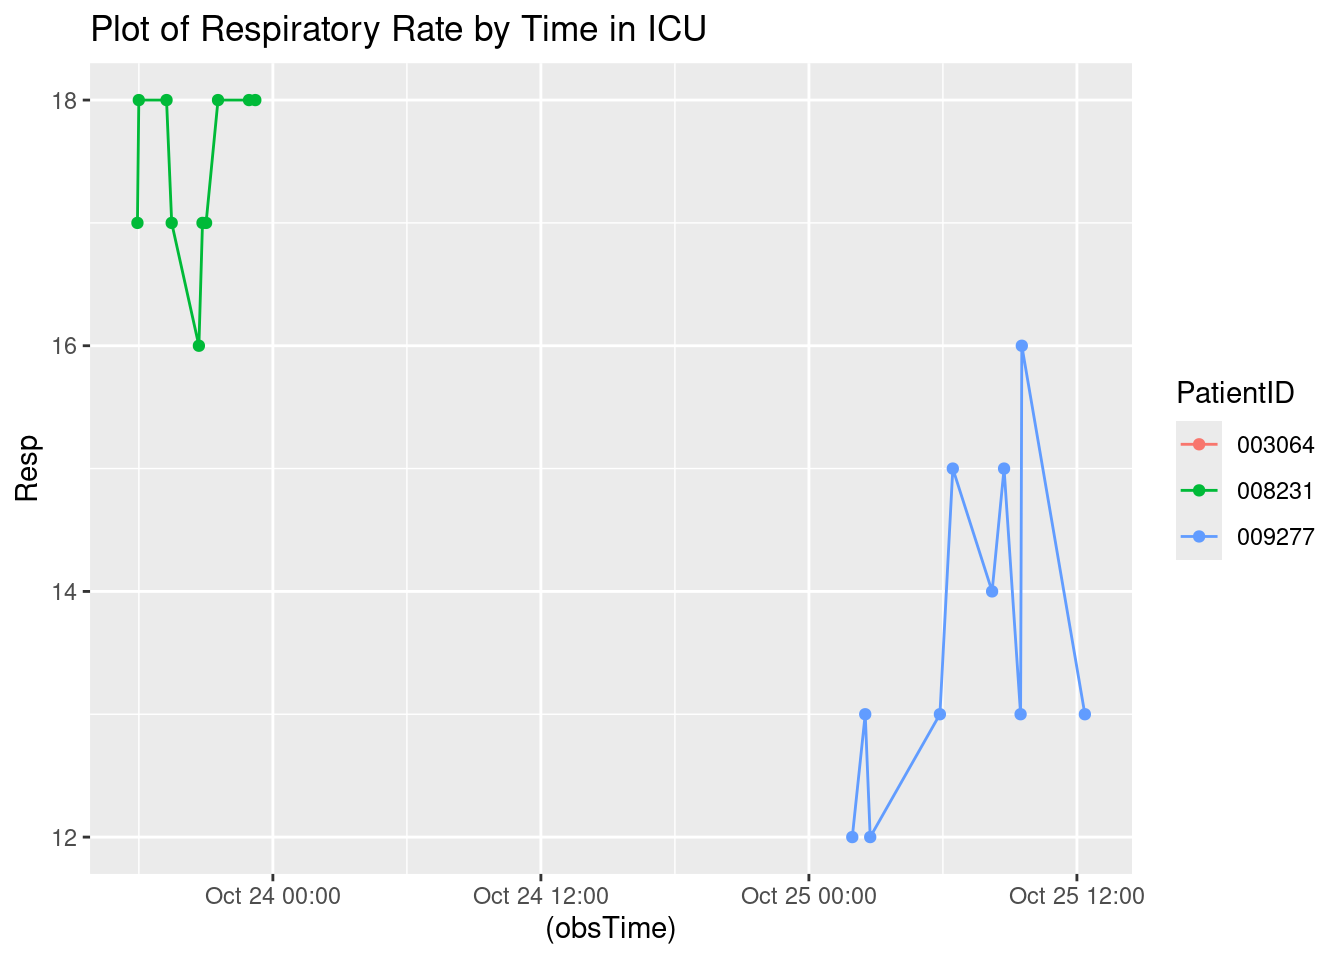 Plot of Respiratory Rate by Time in ICU
18
16
14
12
Resp
Oct 24 00:00
Oct 24 12:00
Oct 25 00:00
Oct 25 12:00
(obsTime)
PatientID
003064
008231
009277